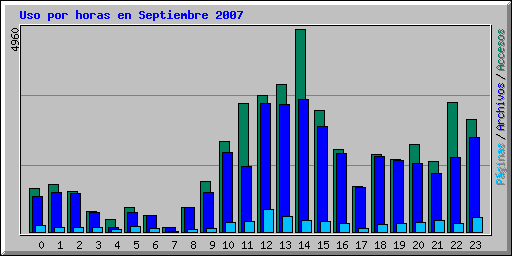 Uso por horas en Septiembre 2007
4960
Páginas / Archivos / Accesos
0 1 2 3 4 5 6 7 8 9 10 11 12 13 14 15 16 17 18 19 20 21 22 23